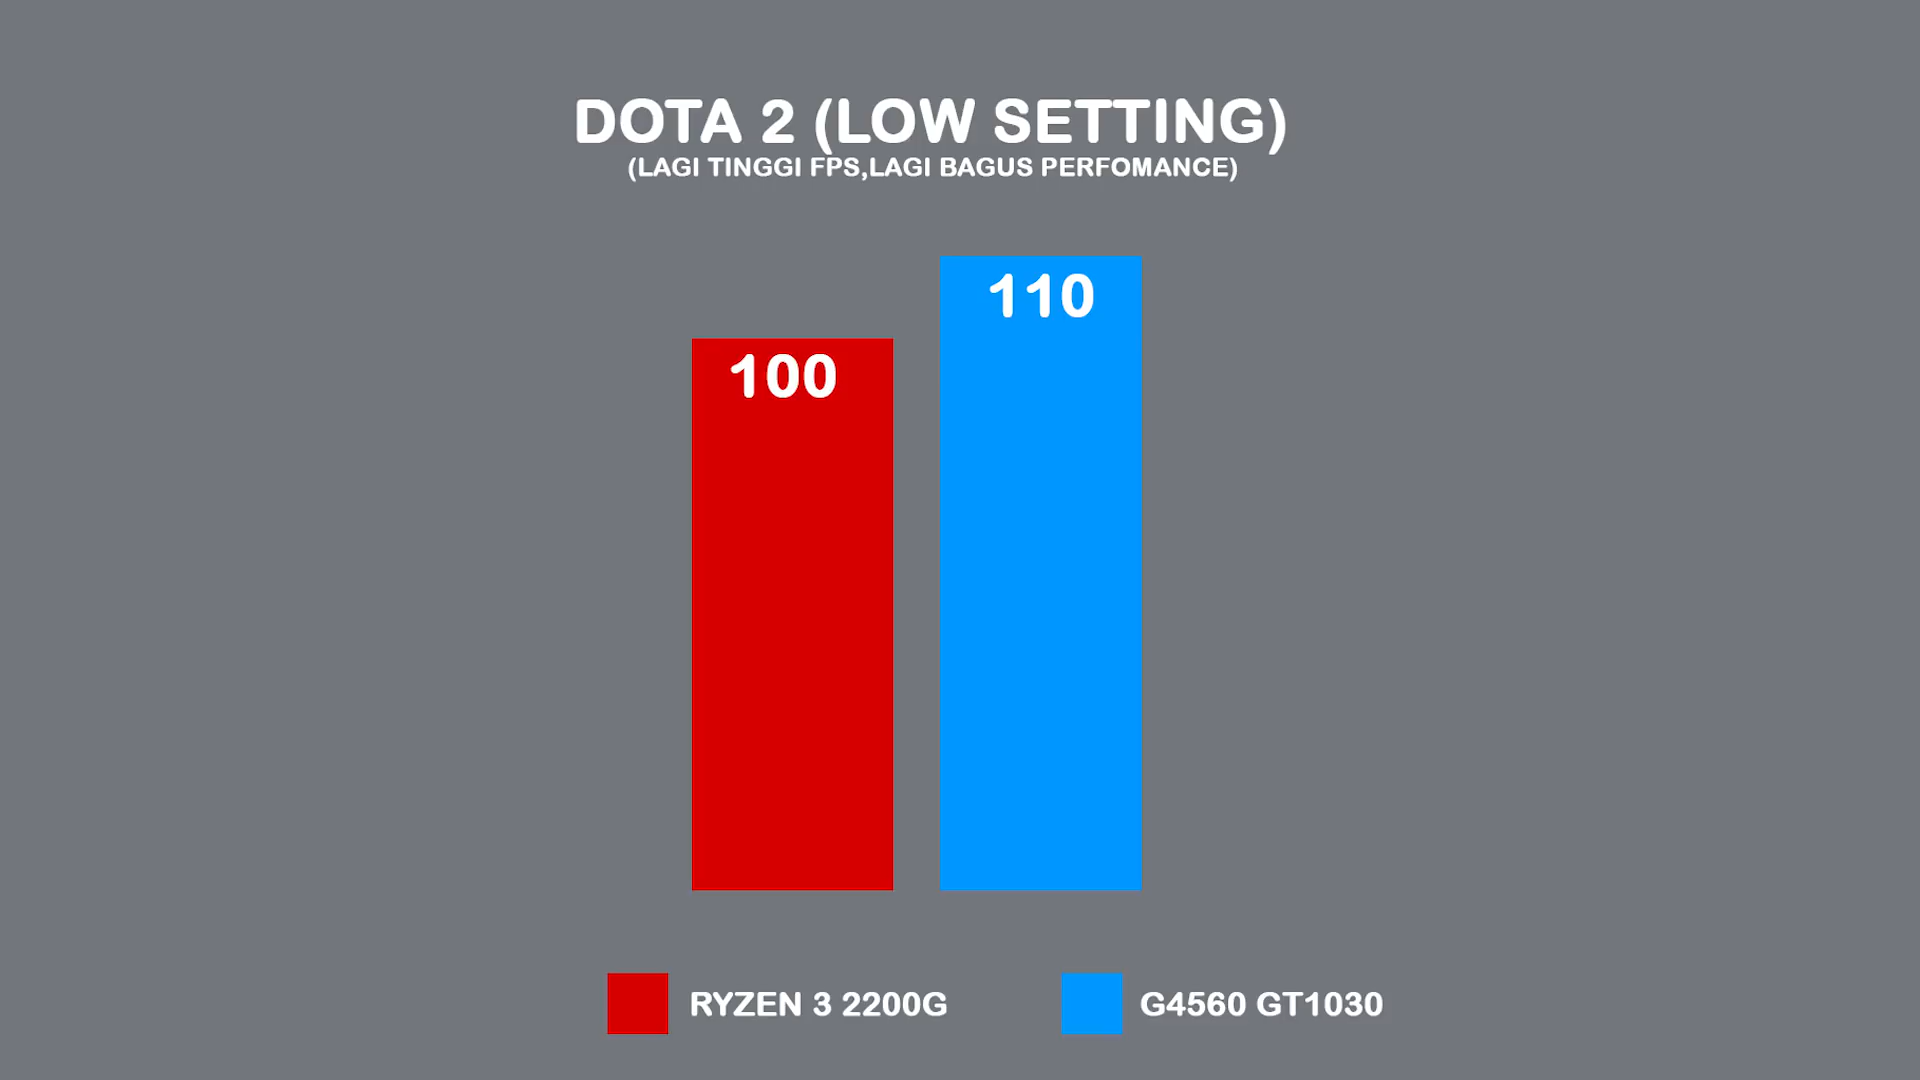 DOTA 2 (LOW SETTING)
(LAGI TINGGI FPS,LAGI BAGUS PERFOMANCE)
110
100
RYZEN 3 2200G
G4560 GT1030